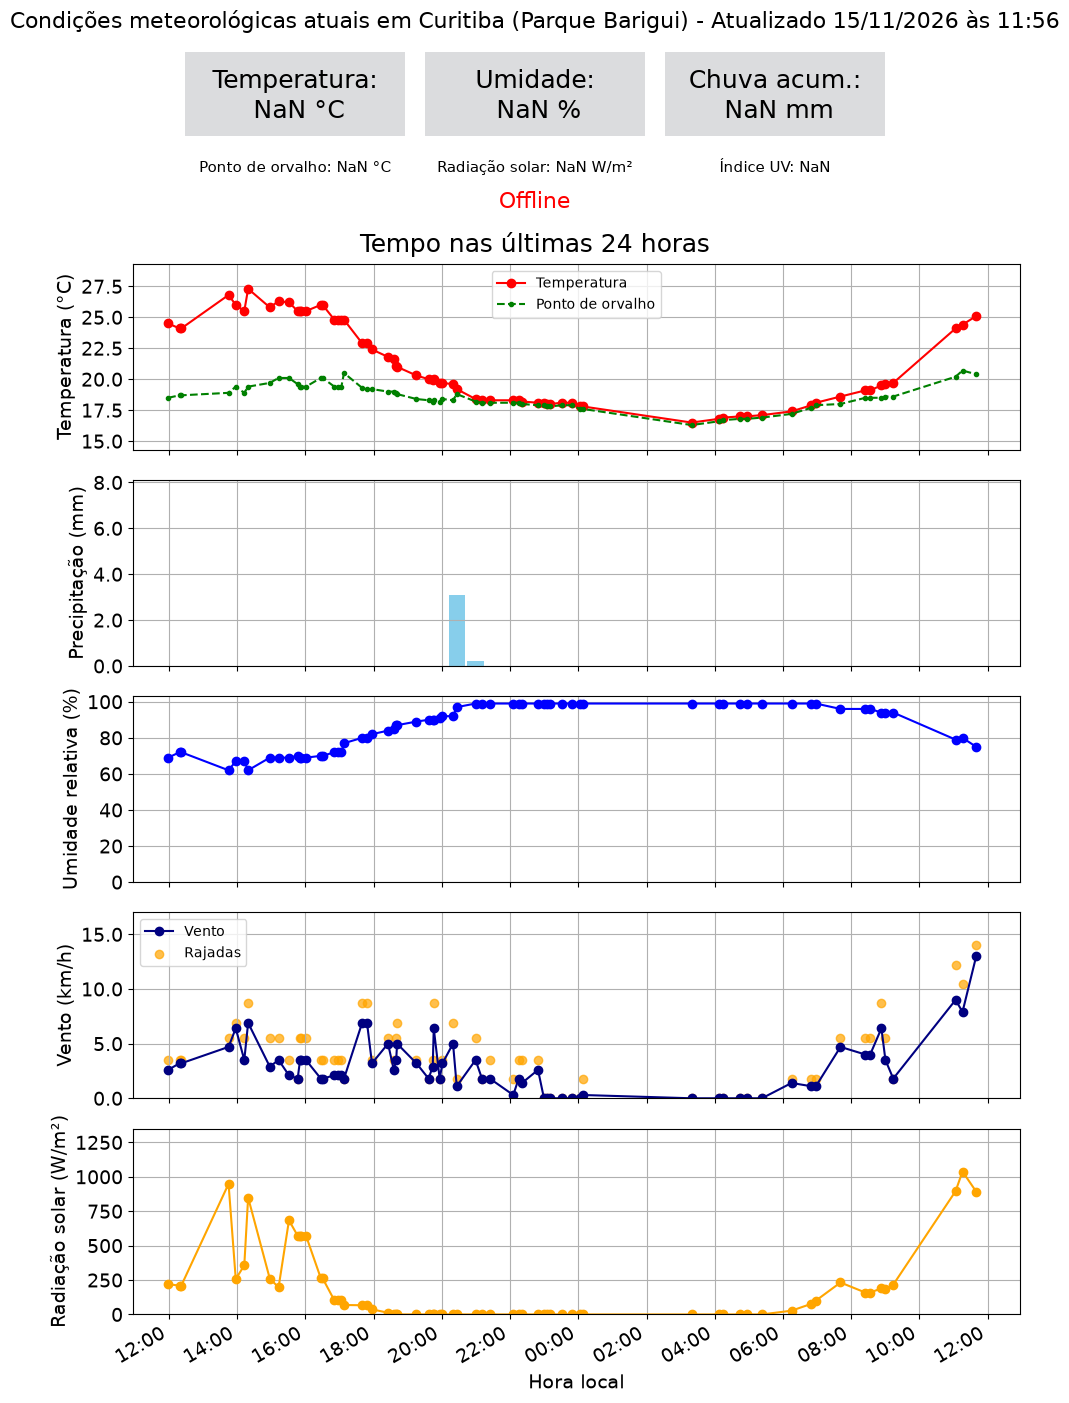 Condições meteorológicas atuais em Curitiba (Parque Barigui) - Atualizado 15/11/2026 às 11:56
Temperatura:
NaN °C
Umidade:
NaN %
Chuva acum.:
NaN mm
Ponto de orvalho: NaN °C
Radiação solar: NaN W/m²
Índice UV: NaN
Offline
Tempo nas últimas 24 horas
Temperatura (°C)
27.5
25.0
22.5
20.0
17.5
15.0
Temperatura
Ponto de orvalho
Precipitação (mm)
8.0
6.0
4.0
2.0
0.0
Umidade relativa (%)
100
80
60
40
20
0
Vento (km/h)
15.0
10.0
5.0
0.0
Vento
Rajadas
Radiação solar (W/m²)
1250
1000
750
500
250
0
12:00
14:00
16:00
18:00
20:00
22:00
00:00
02:00
04:00
06:00
08:00
10:00
12:00
Hora local